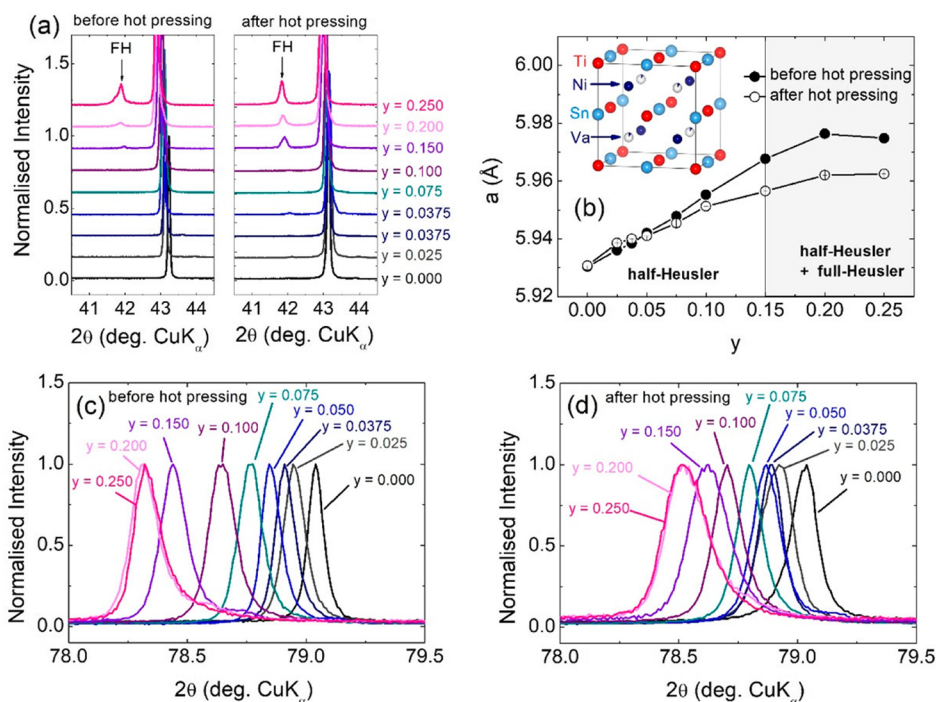 (a)
before hot pressing
after hot pressing
1.5
1.0
0.5
0.0
Normalised Intensity
FH
FH
y = 0.250
y = 0.200
y = 0.150
y = 0.100
y = 0.075
y = 0.0375
y = 0.0375
y = 0.025
y = 0.000
41 42 43 44
41 42 43 44
2θ (deg. CuKα)
2θ (deg. CuKα)
6.00
5.98
5.96
5.94
5.92
a (Å)
Ti
Ni
Sn
Va
before hot pressing
after hot pressing
(b)
half-Heusler
half-Heusler
+ full-Heusler
0.00 0.05 0.10 0.15 0.20 0.25
y
1.5
1.0
0.5
0.0
Normalised Intensity
(c)
before hot pressing
y = 0.075
y = 0.150
y = 0.100
y = 0.050
y = 0.0375
y = 0.200
y = 0.025
y = 0.250
y = 0.000
78.0 78.5 79.0 79.5
2θ (deg. CuKα)
1.5
1.0
0.5
0.0
Normalised Intensity
after hot pressing
(d)
y = 0.075
y = 0.100
y = 0.050
y = 0.150
y = 0.0375
y = 0.200
y = 0.025
y = 0.250
y = 0.000
78.0 78.5 79.0 79.5
2θ (deg. CuKα)